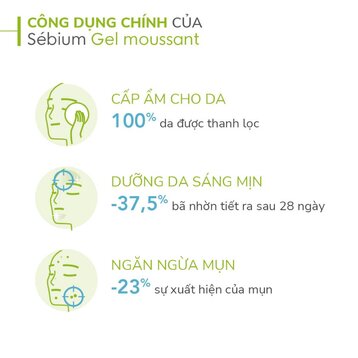 CÔNG DỤNG CHÍNH CỦA
Sébium Gel moussant
CẤP ẨM CHO DA
100% da được thanh lọc
DƯỠNG DA SÁNG MỊN
-37,5% bã nhờn tiết ra sau 28 ngày
NGĂN NGỪA MỤN
-23% sự xuất hiện của mụn